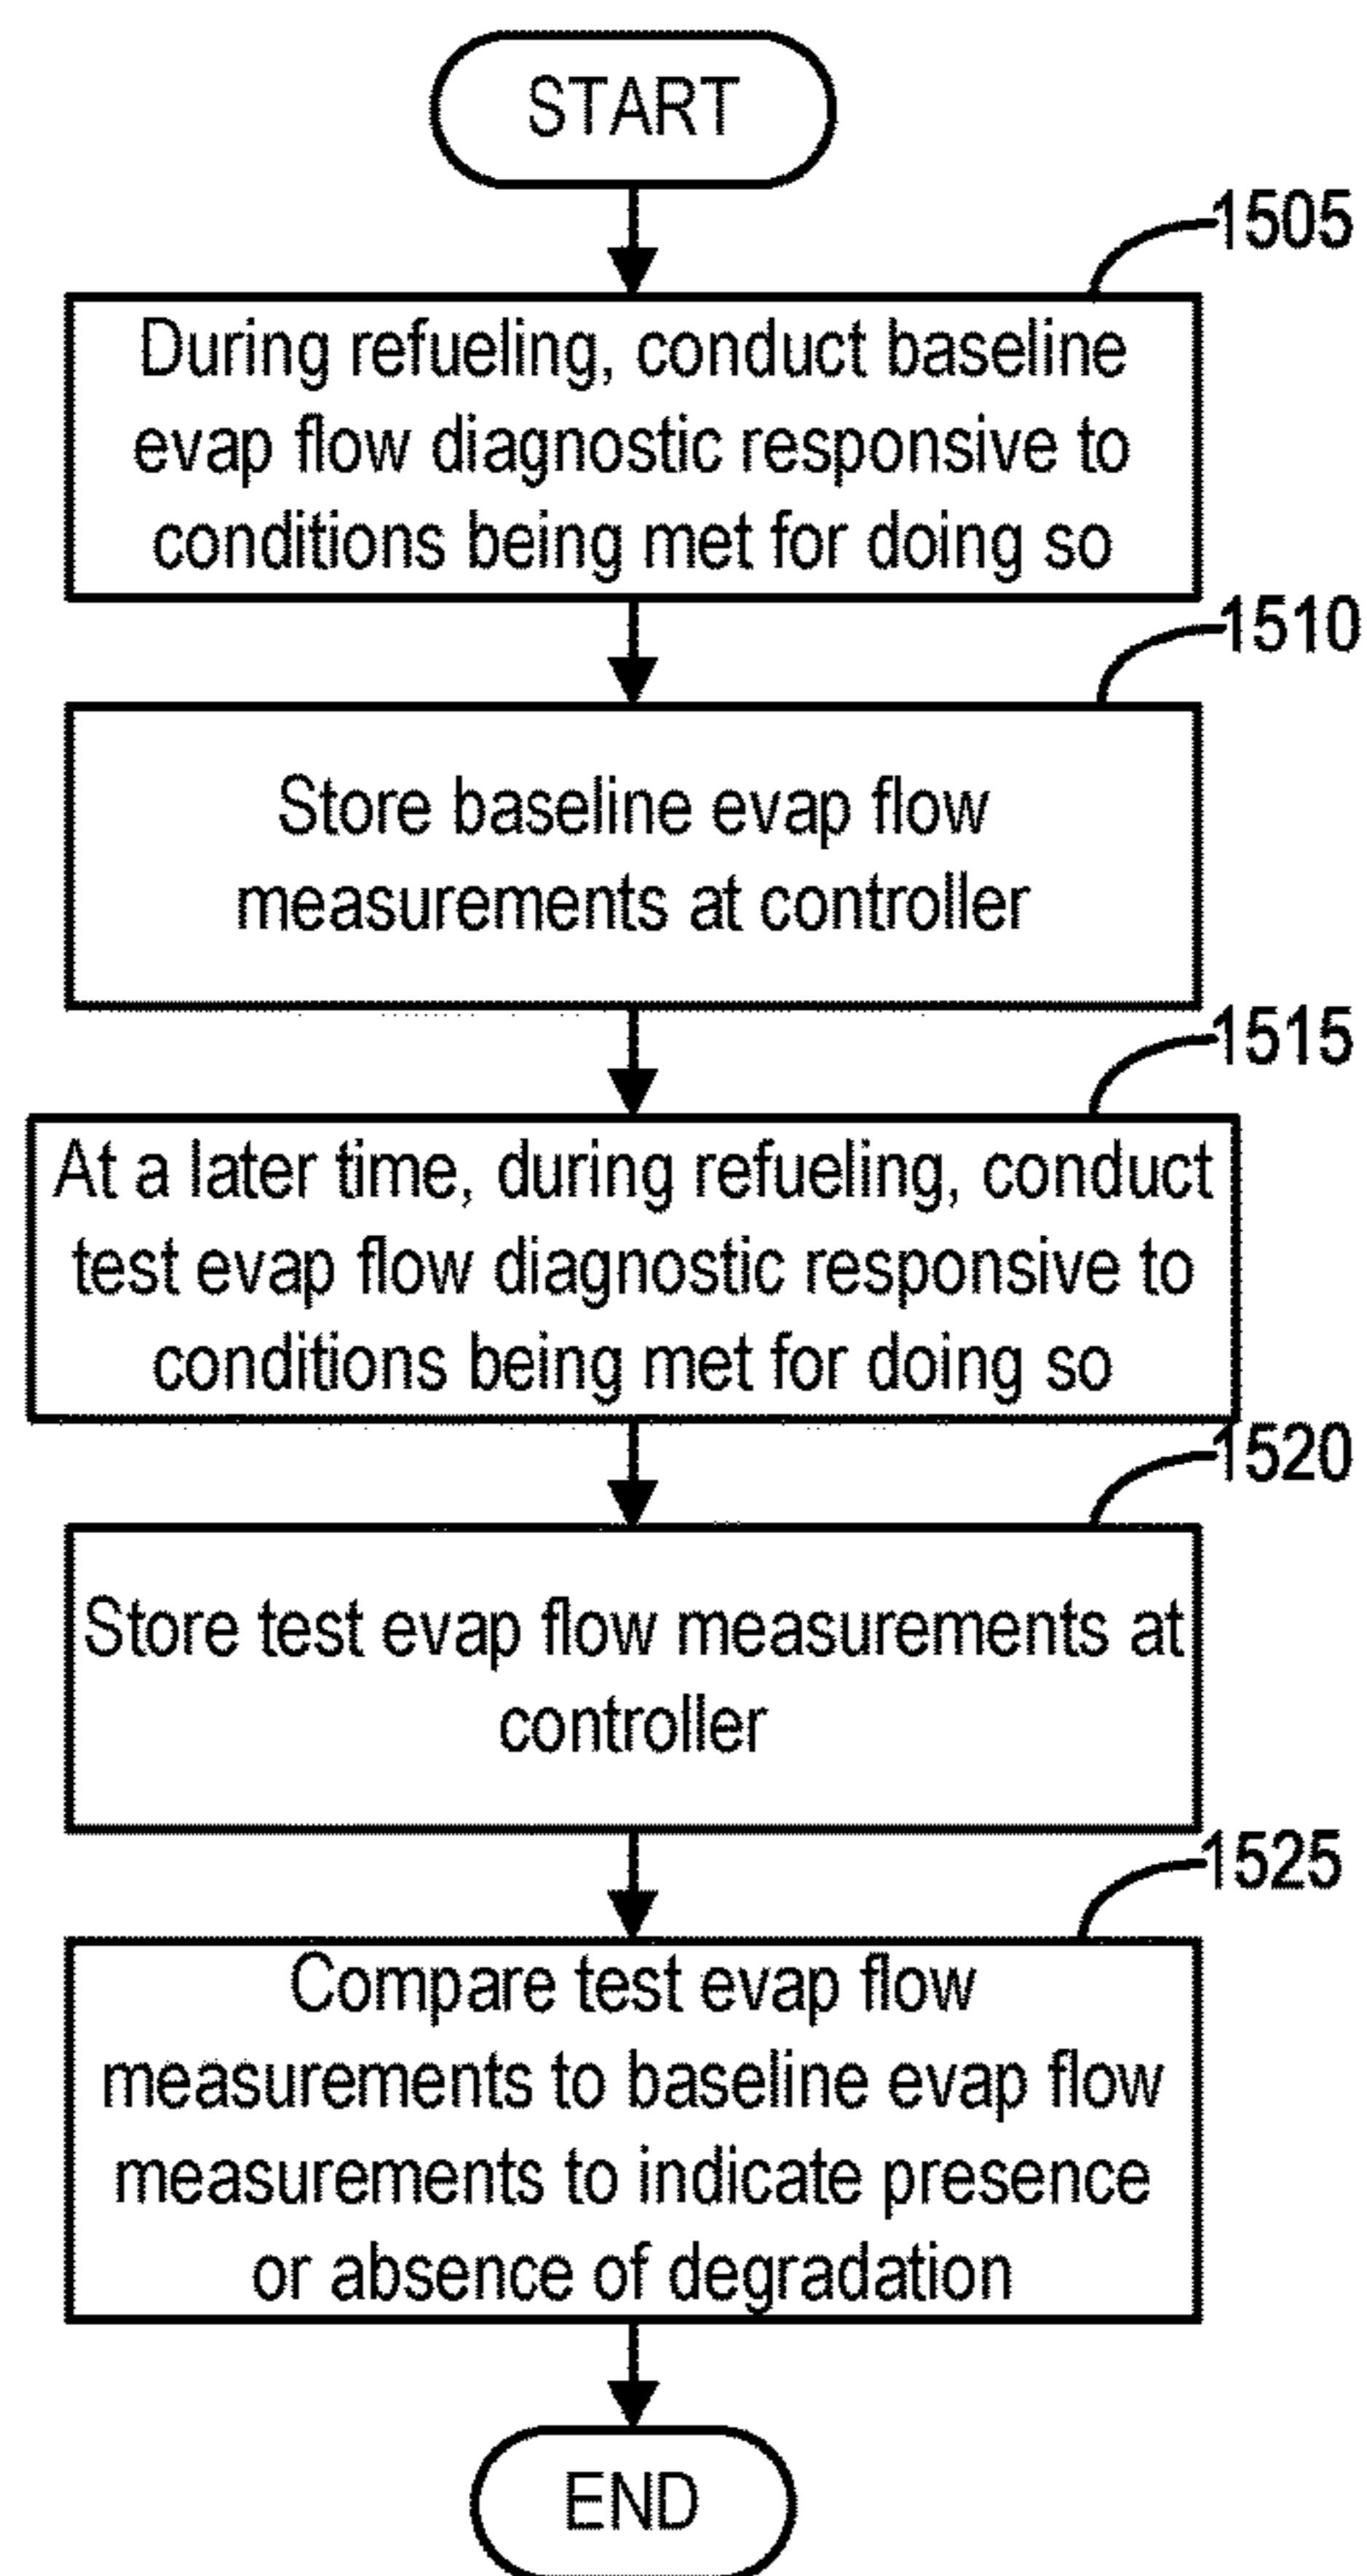 START
1505
During refueling, conduct baseline
evap flow diagnostic responsive to
conditions being met for doing so
1510
Store baseline evap flow
measurements at controller
1515
At a later time, during refueling, conduct
test evap flow diagnostic responsive to
conditions being met for doing so
1520
Store test evap flow measurements at
controller
1525
Compare test evap flow
measurements to baseline evap flow
measurements to indicate presence
or absence of degradation
END